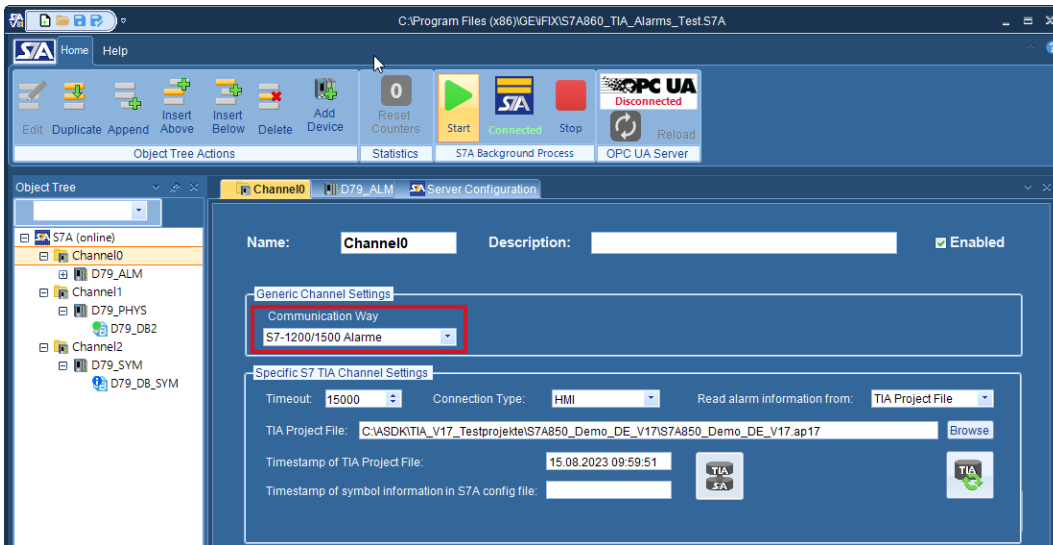 C:\Program Files (x86)\GE\iFIX\S7A860_TIA_Alarms_Test.S7A
S7A Home Help
Edit Duplicate Append Insert Above Insert Below Delete Add Device
0 Reset Counters
Start S7A Connected Stop
OPC UA Disconnected
Reload
Object Tree Actions Statistics S7A Background Process OPC UA Server
Object Tree
Channel0 D79_ALM Server Configuration
S7A (online)
Channel0
D79_ALM
Channel1
D79_PHYS
D79_DB2
Channel2
D79_SYM
D79_DB_SYM
Name: Channel0 Description: Enabled
Generic Channel Settings
Communication Way
S7-1200/1500 Alarme
Specific S7 TIA Channel Settings
Timeout: 15000 Connection Type: HMI Read alarm information from: TIA Project File
TIA Project File: C:\ASDK\TIA_V17_Testprojekte\S7A850_Demo_DE_V17\S7A850_Demo_DE_V17.ap17 Browse
Timestamp of TIA Project File: 15.08.2023 09:59:51
TIA
SA
TIA
Timestamp of symbol information in S7A config file: